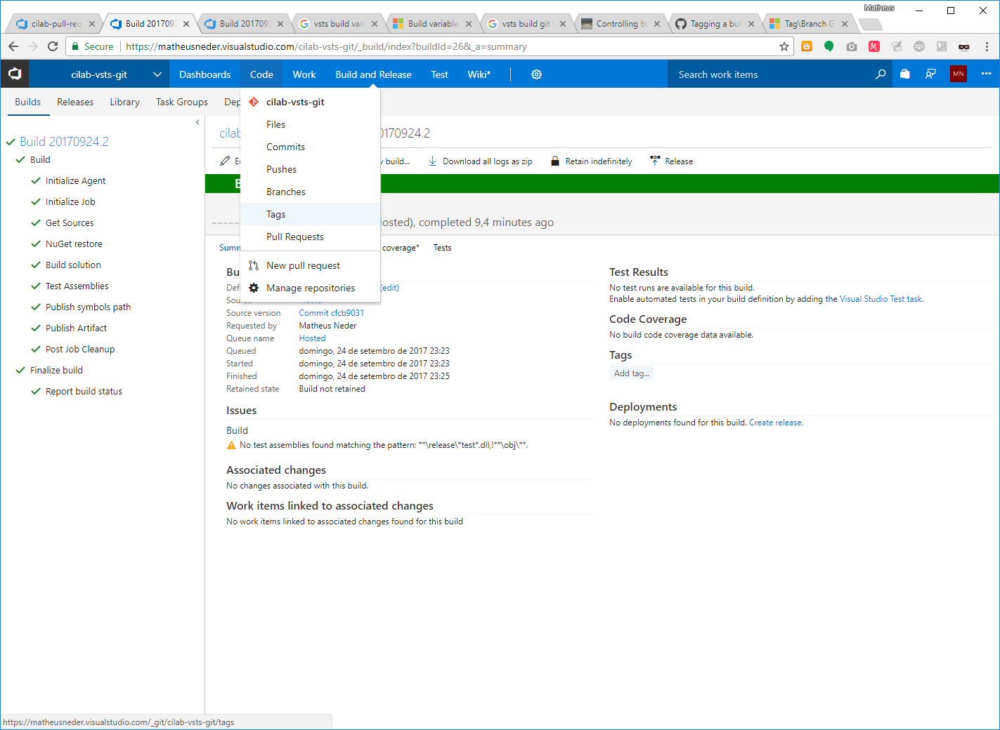 Matheus
cilab-pull-req
Build 2017092
Build 2017092
vsts build var
Build variable
vsts build git
Controlling b
Tagging a bui
Tag\Branch G
Secure
https://matheusneder.visualstudio.com/cilab-vsts-git/_build/index?buildId=26&_a=summary
cilab-vsts-git
Dashboards
Code
Work
Build and Release
Test
Wiki*
Search work items
MN
Builds
Releases
Library
Task Groups
Dep
cilab-vsts-git
Files
Commits
Pushes
Branches
Tags
Pull Requests
New pull request
Manage repositories
Build 20170924.2
Build
Initialize Agent
Initialize Job
Get Sources
NuGet restore
Build solution
Test Assemblies
Publish symbols path
Publish Artifact
Post Job Cleanup
Finalize build
Report build status
cilab
0170924.2
build...
Download all logs as zip
Retain indefinitely
Release
B
osted), completed 9,4 minutes ago
Summ
coverage*
Tests
Bu
Defi
(edit)
Sou
Source version
Commit cfcb9031
Requested by
Matheus Neder
Queue name
Hosted
Queued
domingo, 24 de setembro de 2017 23:23
Started
domingo, 24 de setembro de 2017 23:23
Finished
domingo, 24 de setembro de 2017 23:25
Retained state
Build not retained
Issues
Build
No test assemblies found matching the pattern: **\release\*test*.dll,!**\obj\**.
Associated changes
No changes associated with this build.
Work items linked to associated changes
No work items linked to associated changes found for this build
Test Results
No test runs are available for this build.
Enable automated tests in your build definition by adding the Visual Studio Test task.
Code Coverage
No build code coverage data available.
Tags
Add tag...
Deployments
No deployments found for this build. Create release.
https://matheusneder.visualstudio.com/_git/cilab-vsts-git/tags